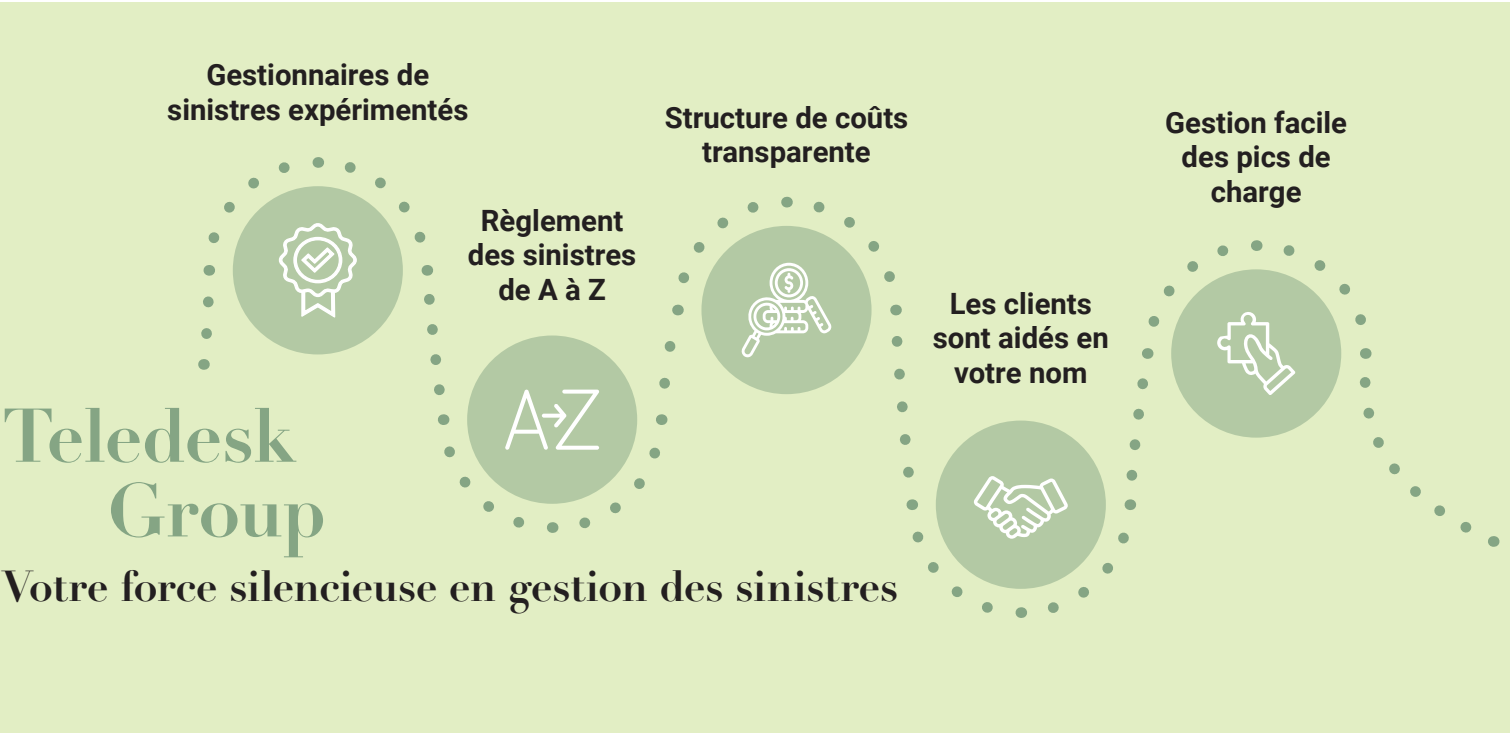 Gestionnaires de
sinistres expérimentés
Règlement
des sinistres
de A à Z
A Z
Structure de coûts
transparente
$
Les clients
sont aidés en
votre nom
Gestion facile
des pics de
charge
Teledesk
Group
Votre force silencieuse en gestion des sinistres